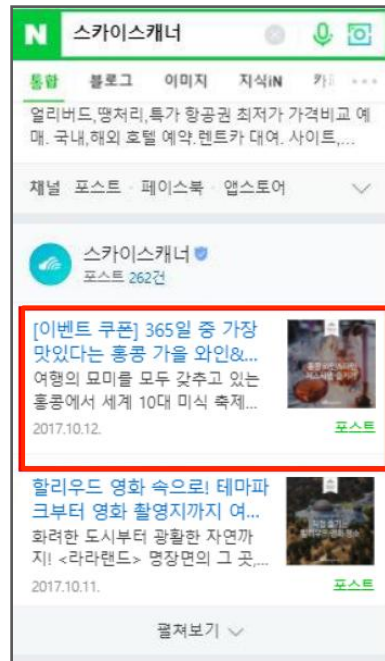 N 스카이스캐너
통합 블로그 이미지 지식iN
얼리버드,땡처리,특가 항공권 최저가 가격비교 예
매. 국내,해외 호텔 예약.렌트카 대여. 사이트,...
채널 포스트 · 페이스북 · 앱스토어
스카이스캐너
포스트 262건
[이벤트 쿠폰] 365일 중 가장
맛있다는 홍콩 가을 와인&...
여행의 묘미를 모두 갖추고 있는
홍콩에서 세계 10대 미식 축제...
2017.10.12. 포스트
할리우드 영화 속으로! 테마파
크부터 영화 촬영지까지 여...
화려한 도시부터 광활한 자연까
지! <라라랜드> 명장면의 그 곳,...
2017.10.11. 포스트
펼쳐보기